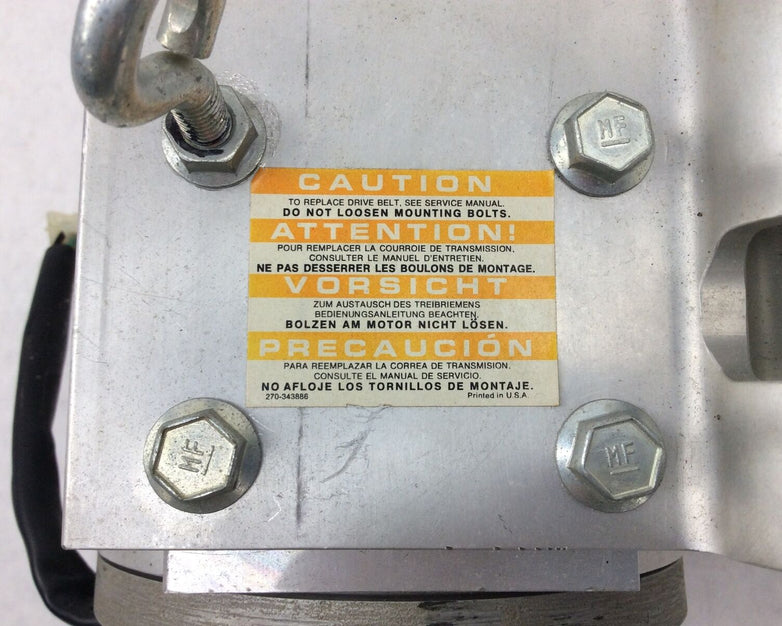 MF
CAUTION
TO REPLACE DRIVE BELT, SEE SERVICE MANUAL.
DO NOT LOOSEN MOUNTING BOLTS.
ATTENTION!
POUR REMPLACER LA COURROIE DE TRANSMISSION.
CONSULTER LE MANUEL D'ENTRETIEN.
NE PAS DESSERRER LES BOULONS DE MONTAGE.
VORSICHT
ZUM AUSTAUSCH DES TREIBRIEMENS
BEDIENUNGSANLEITUNG BEACHTEN.
BOLZEN AM MOTOR NICHT LÖSEN.
PRECAUCIÓN
PARA REEMPLAZAR LA CORREA DE TRANSMISION.
CONSULTE EL MANUAL DE SERVICIO.
NO AFLOJE LOS TORNILLOS DE MONTAJE.
270-343886 Printed in U.S.A.
MF
MF